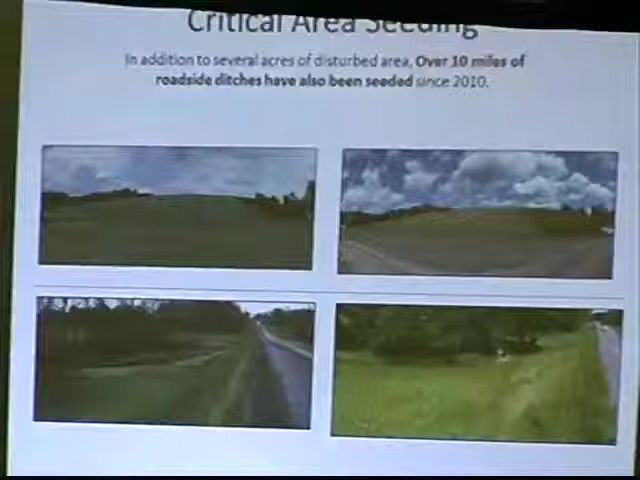 Critical Area Seeding
In addition to several acres of disturbed area, Over 10 miles of
roadside ditches have also been seeded since 2010.